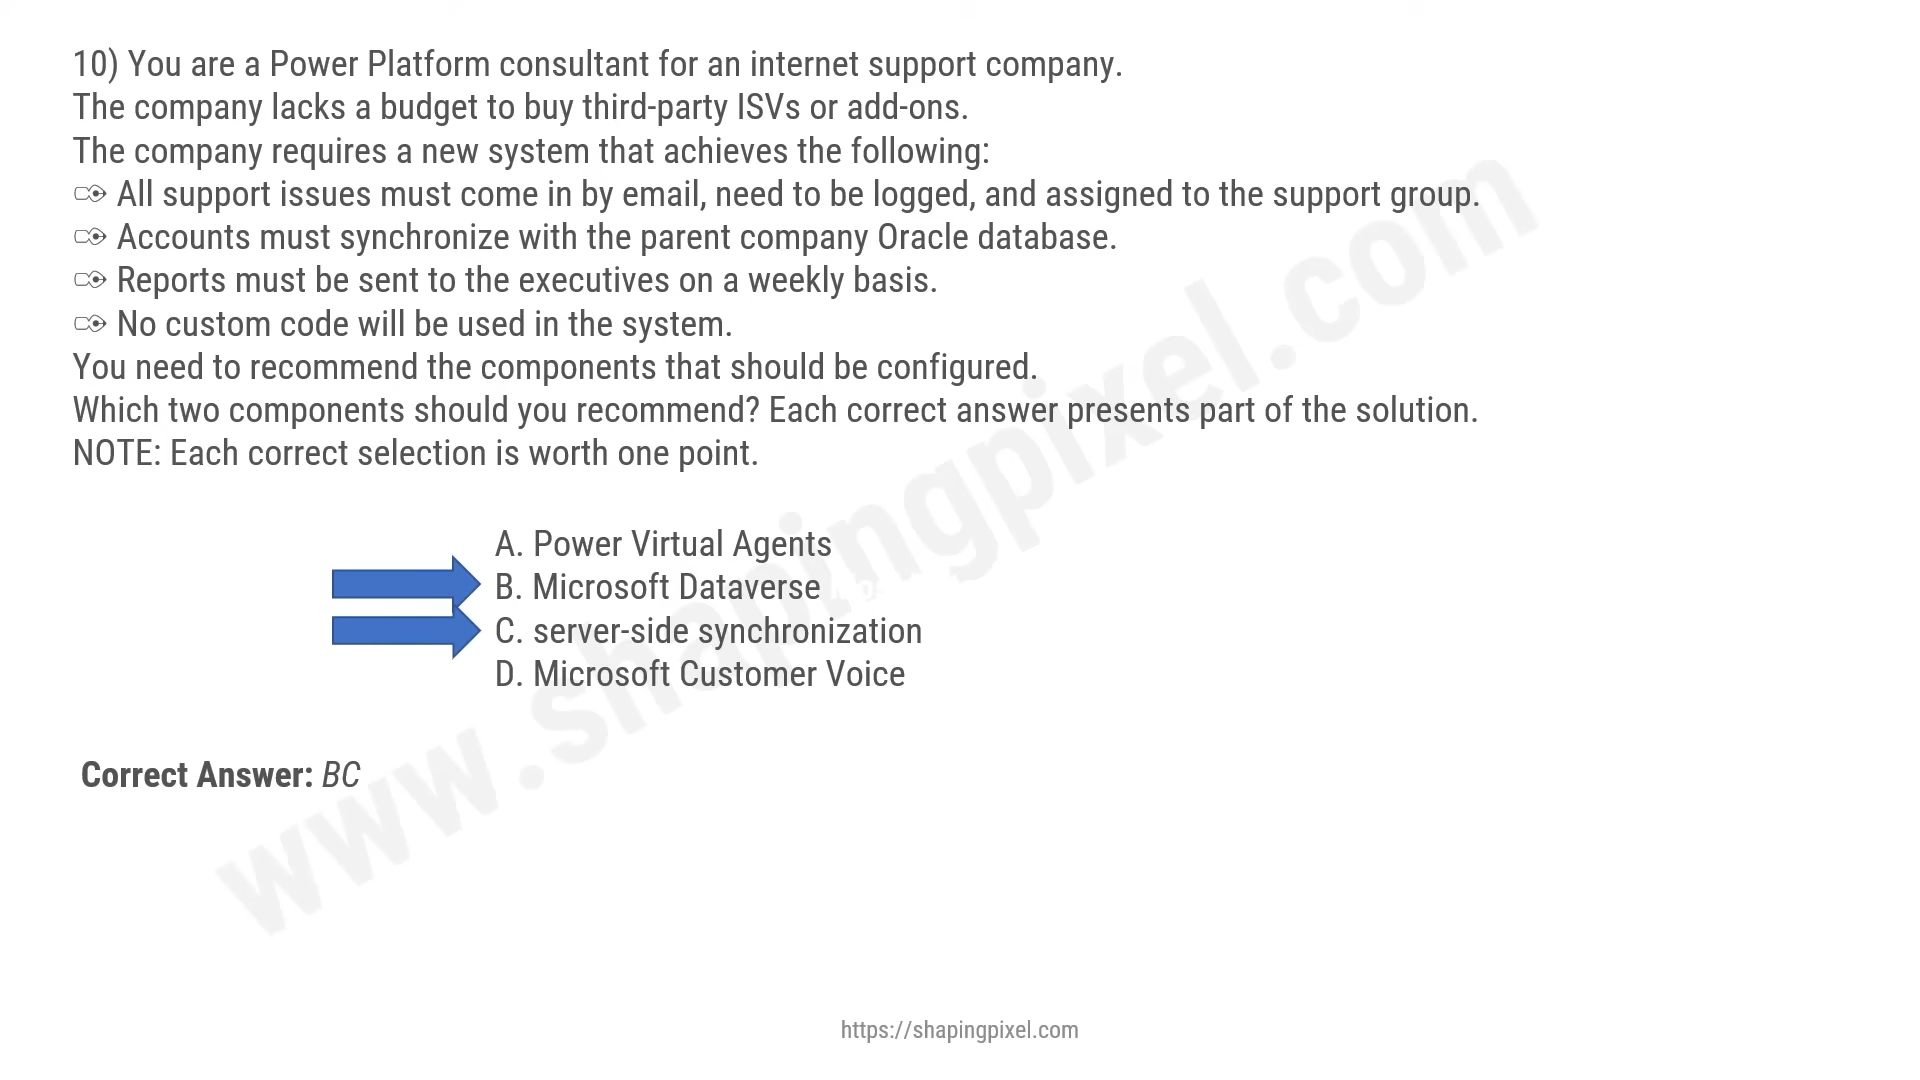 10) You are a Power Platform consultant for an internet support company.
The company lacks a budget to buy third-party ISVs or add-ons.
The company requires a new system that achieves the following:
All support issues must come in by email, need to be logged, and assigned to the support group.
Accounts must synchronize with the parent company Oracle database.
Reports must be sent to the executives on a weekly basis.
No custom code will be used in the system.
You need to recommend the components that should be configured.
Which two components should you recommend? Each correct answer presents part of the solution.
NOTE: Each correct selection is worth one point.
A. Power Virtual Agents
B. Microsoft Dataverse
C. server-side synchronization
D. Microsoft Customer Voice
Correct Answer: BC
www.shapingpixel.com
https://shapingpixel.com